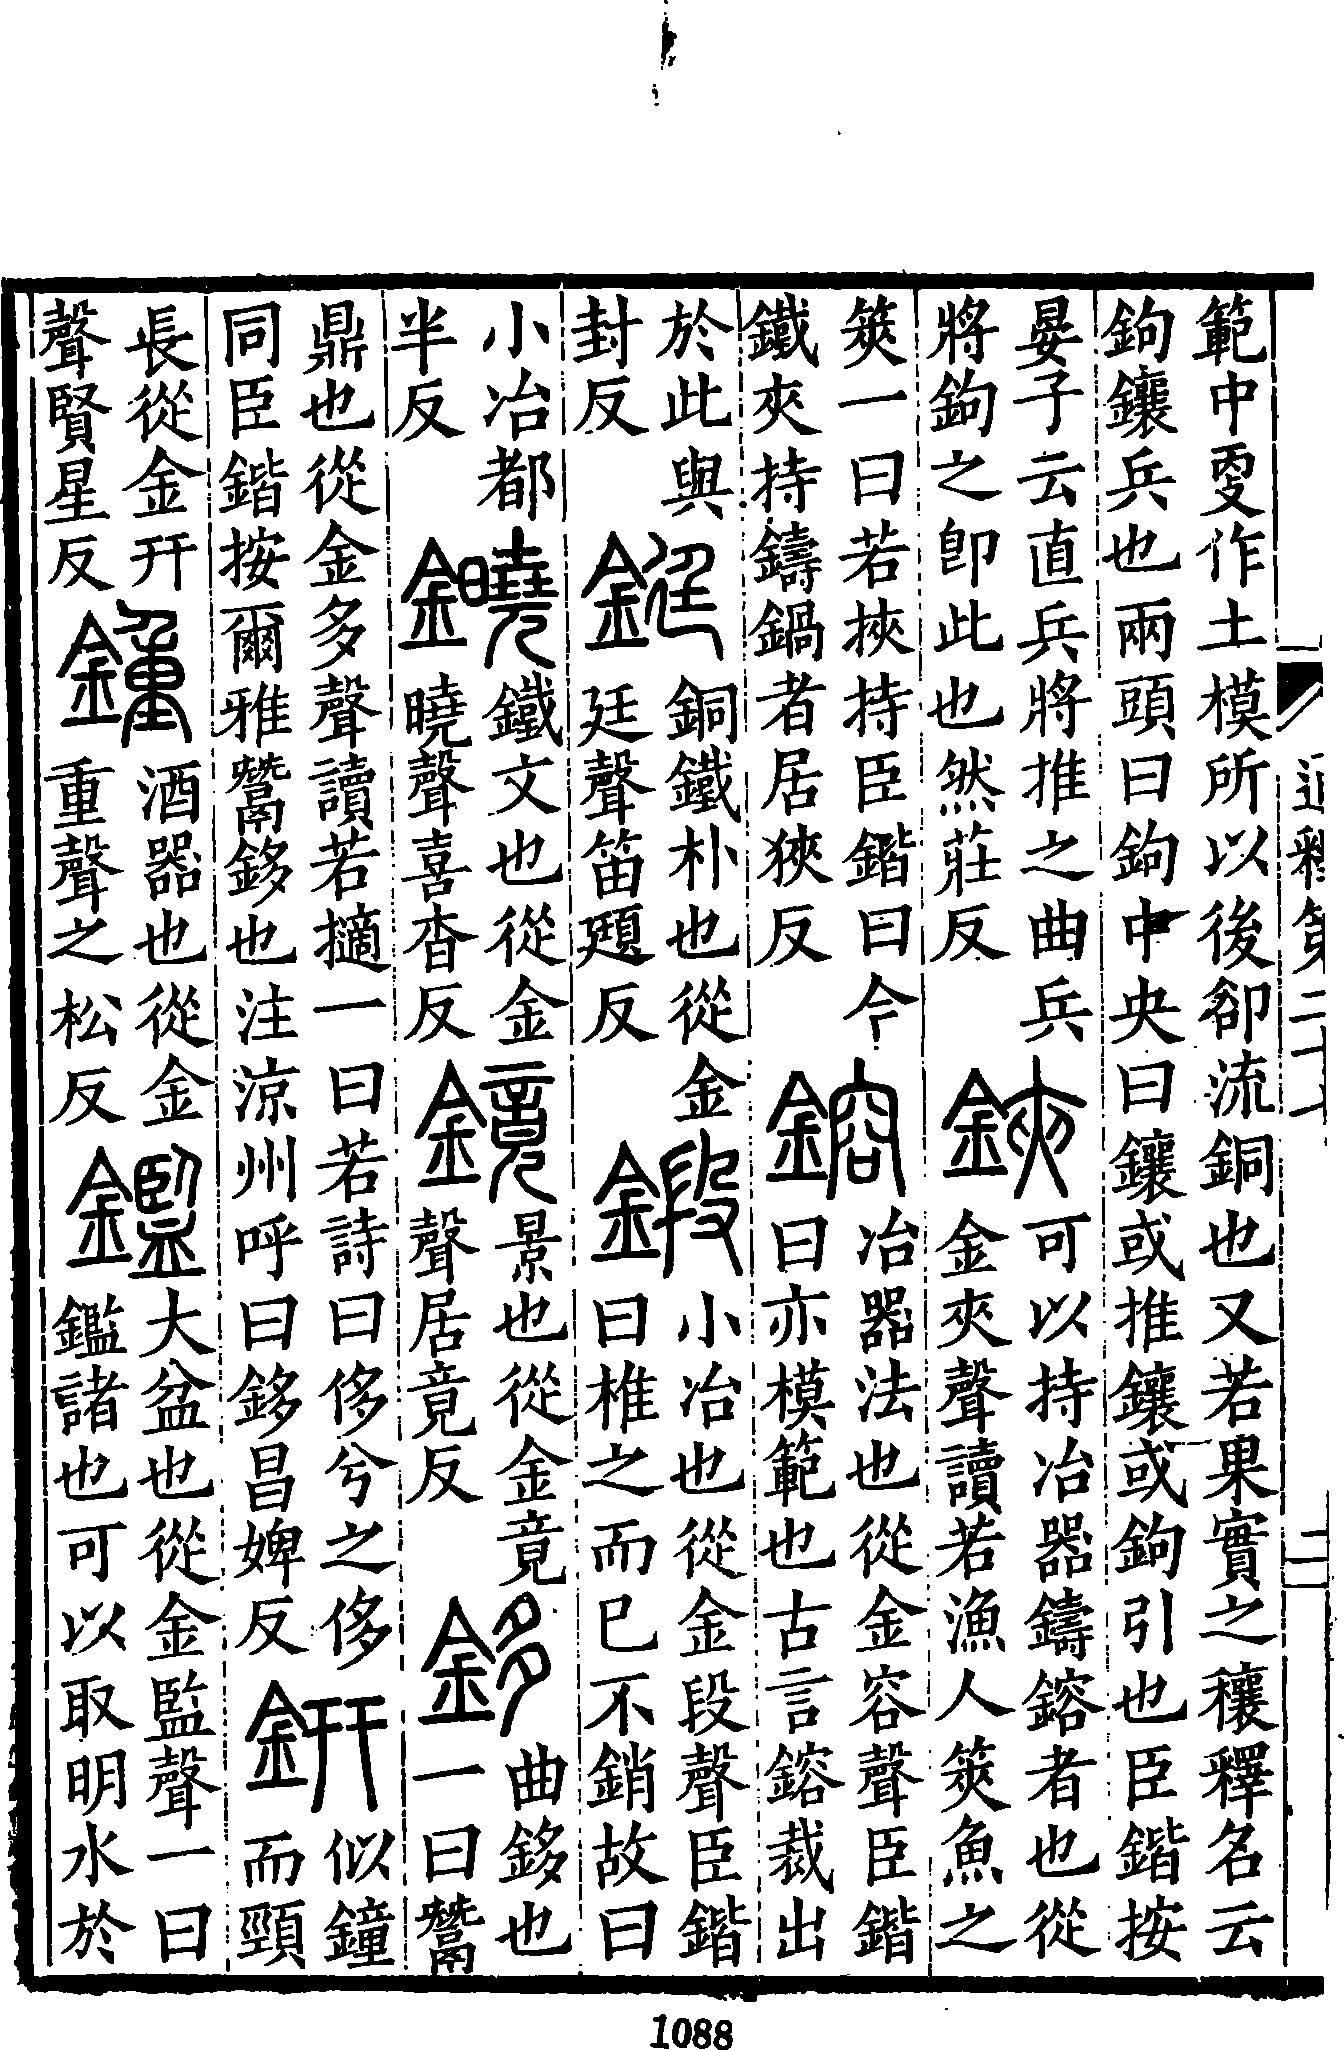 範中作土模所以後卻流銅也又若果實之穰釋名云
鉤鑲兵也兩頭曰鉤中央曰鑲或推鑲或鉤引也臣鍇按
晏子云直兵將推之曲兵
將鉤之卽此也然莊反
鋏
可以持冶器鑄鎔者也從
金夾聲讀若漁人筴魚之
筴一曰若挾持臣鍇曰今
鐵夾持鑄鍋者居狹反
鎔
冶器法也從金容聲臣鍇
曰亦模範也古言鎔裁出
於此與
封反
鋌
銅鐵朴也從金
廷聲笛頲反
鍛
小冶也從金段聲臣鍇
曰椎之而巳不銷故曰
小冶都
半反
鐵文也從金
曉聲喜杳反
鏡
景也從金竟
聲居竟反
鉹
曲鉹也
一曰鬵
鼎也從金多聲讀若擿一曰若詩曰侈兮之侈
同臣鍇按爾雅鬵鉹也注涼州呼曰鉹昌婢反
鈃
似鐘
而頸
長從金幵
聲賢星反
鍾
酒器也從金
重聲之松反
鑑
大盆也從金監聲一曰
鑑諸也可以取明水於
通釋第二十七
二
1088